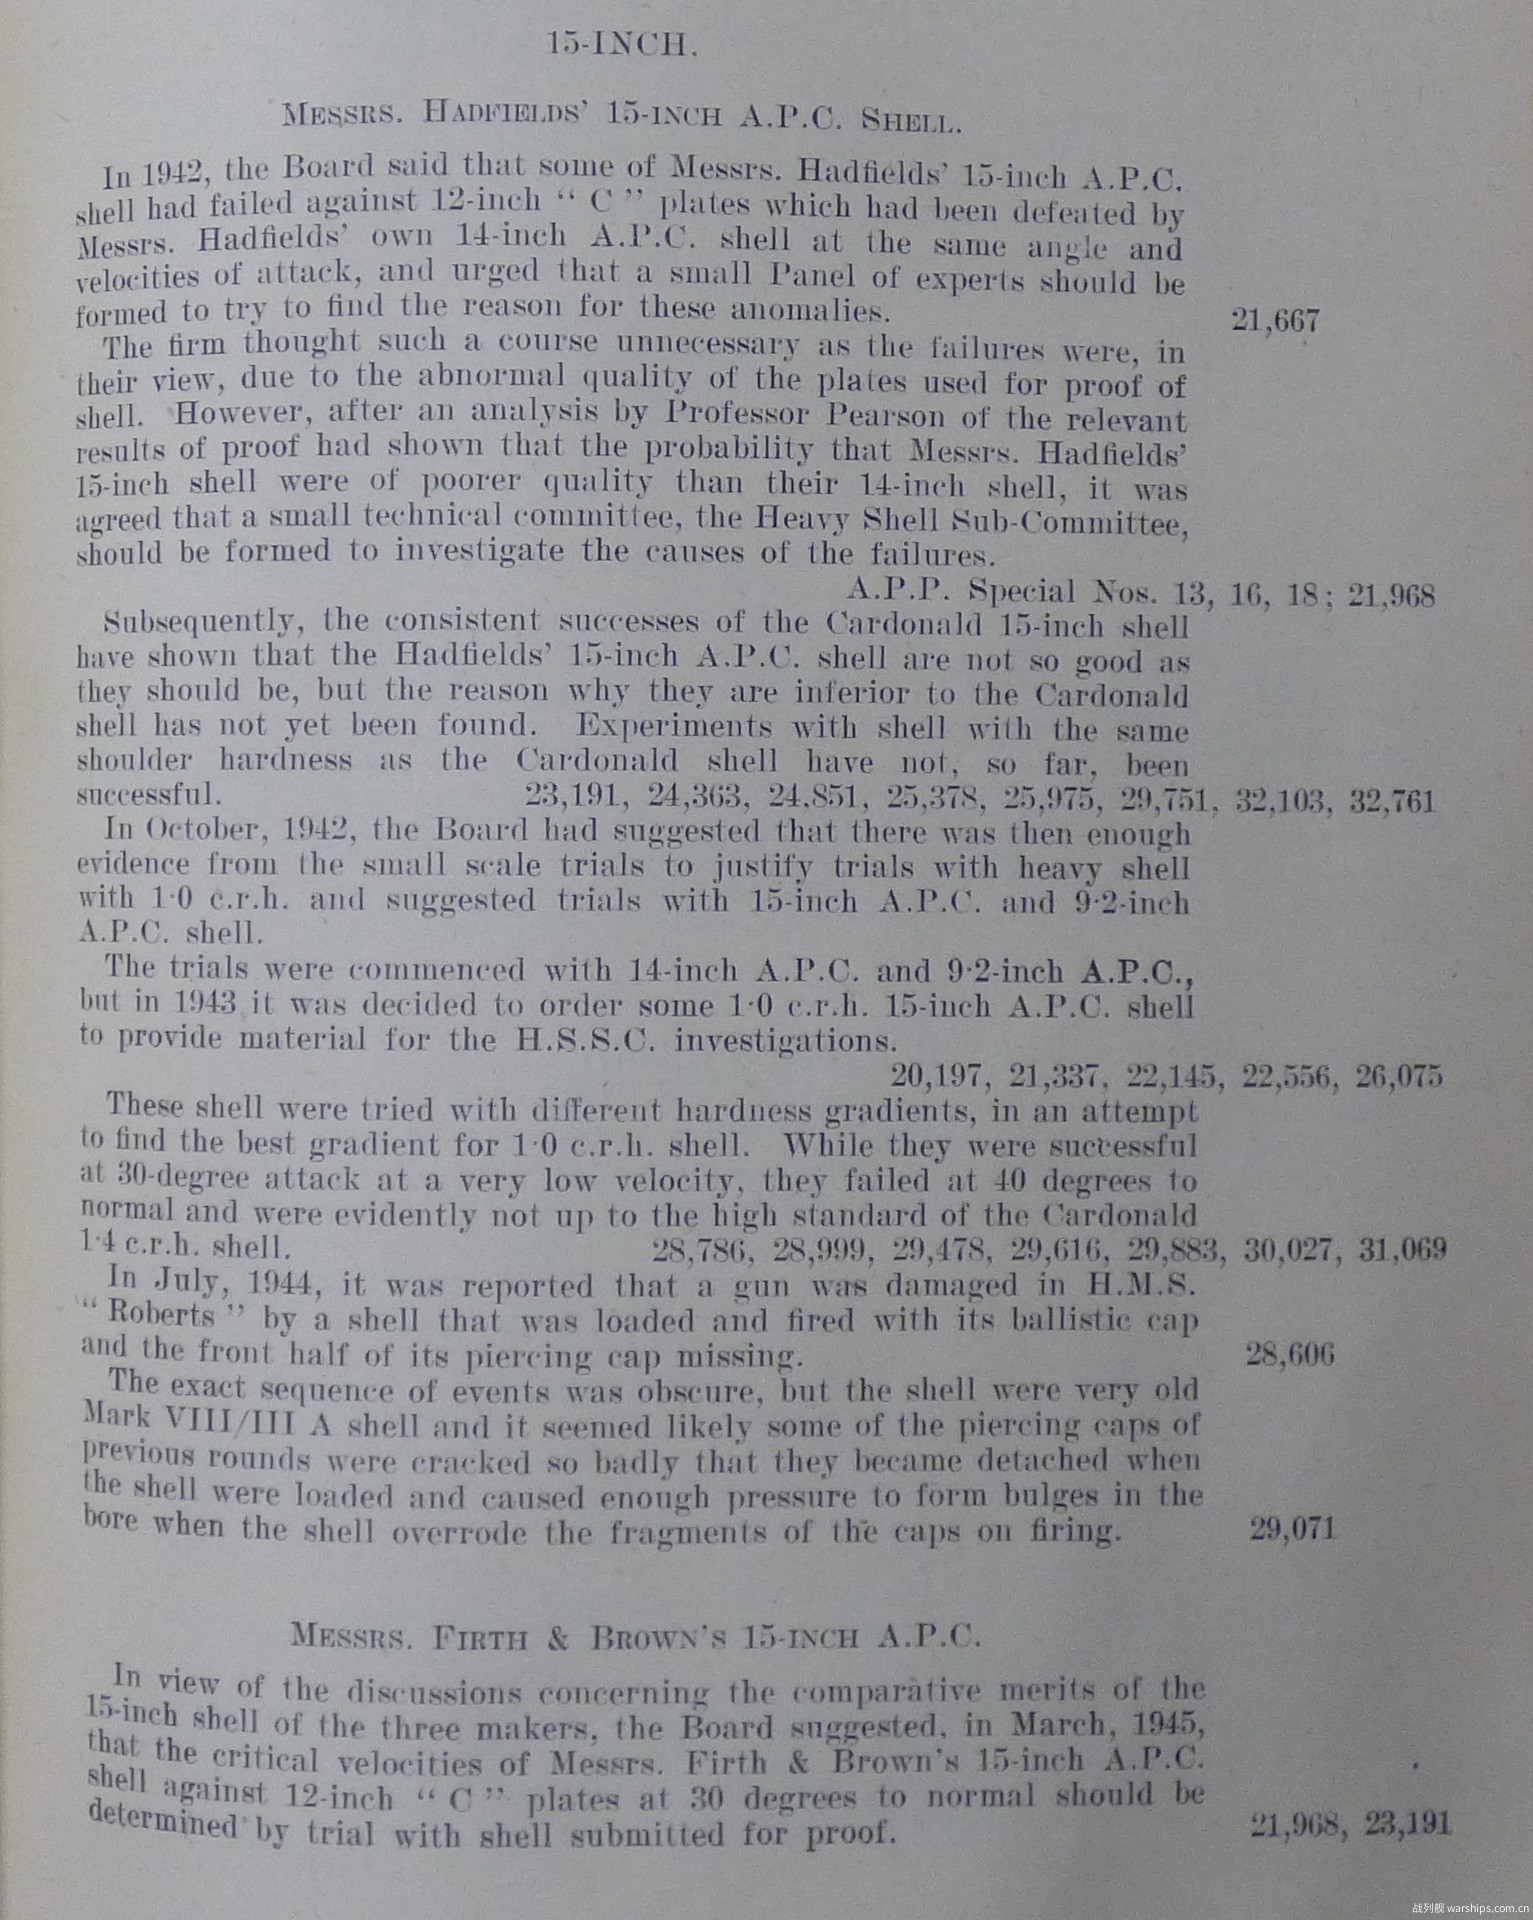 15-INCH.
MESSRS. HADFIELDS' 15-INCH A.P.C. SHELL.
In 1942, the Board said that some of Messrs. Hadfields' 15-inch A.P.C.
shell had failed against 12-inch “ C ” plates which had been defeated by
Messrs. Hadfields' own 14-inch A.P.C. shell at the same angle and
velocities of attack, and urged that a small Panel of experts should be
formed to try to find the reason for these anomalies. 21,667
The firm thought such a course unnecessary as the failures were, in
their view, due to the abnormal quality of the plates used for proof of
shell. However, after an analysis by Professor Pearson of the relevant
results of proof had shown that the probability that Messrs. Hadfields'
15-inch shell were of poorer quality than their 14-inch shell, it was
agreed that a small technical committee, the Heavy Shell Sub-Committee,
should be formed to investigate the causes of the failures.
A.P.P. Special Nos. 13, 16, 18; 21,968
Subsequently, the consistent successes of the Cardonald 15-inch shell
have shown that the Hadfields' 15-inch A.P.C. shell are not so good as
they should be, but the reason why they are inferior to the Cardonald
shell has not yet been found. Experiments with shell with the same
shoulder hardness as the Cardonald shell have not, so far, been
successful. 23,191, 24,363, 24,851, 25,378, 25,975, 29,751, 32,103, 32,761
In October, 1942, the Board had suggested that there was then enough
evidence from the small scale trials to justify trials with heavy shell
with 1·0 c.r.h. and suggested trials with 15-inch A.P.C. and 9·2-inch
A.P.C. shell.
The trials were commenced with 14-inch A.P.C. and 9·2-inch A.P.C.,
but in 1943 it was decided to order some 1·0 c.r.h. 15-inch A.P.C. shell
to provide material for the H.S.S.C. investigations.
20,197, 21,337, 22,145, 22,556, 26,075
These shell were tried with different hardness gradients, in an attempt
to find the best gradient for 1·0 c.r.h. shell. While they were successful
at 30-degree attack at a very low velocity, they failed at 40 degrees to
normal and were evidently not up to the high standard of the Cardonald
1·4 c.r.h. shell. 28,786, 28,999, 29,478, 29,616, 29,883, 30,027, 31,069
In July, 1944, it was reported that a gun was damaged in H.M.S.
“ Roberts ” by a shell that was loaded and fired with its ballistic cap
and the front half of its piercing cap missing. 28,606
The exact sequence of events was obscure, but the shell were very old
Mark VIII/III A shell and it seemed likely some of the piercing caps of
previous rounds were cracked so badly that they became detached when
the shell were loaded and caused enough pressure to form bulges in the
bore when the shell overrode the fragments of the caps on firing. 29,071
MESSRS. FIRTH & BROWN'S 15-INCH A.P.C.
In view of the discussions concerning the comparative merits of the
15-inch shell of the three makers, the Board suggested, in March, 1945,
that the critical velocities of Messrs. Firth & Brown's 15-inch A.P.C.
shell against 12-inch “ C ” plates at 30 degrees to normal should be
determined by trial with shell submitted for proof. 21,968, 23,191
战列舰 warships.com.cn